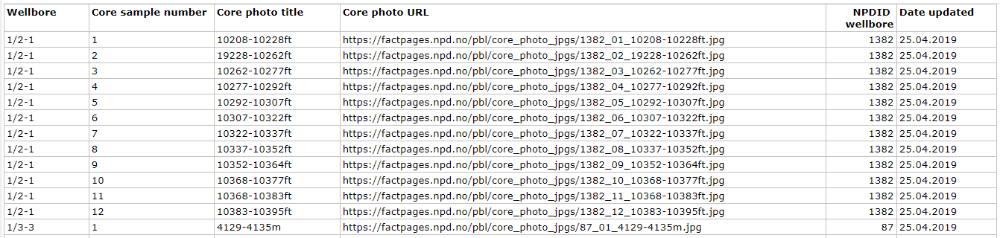 Wellbore Core sample number Core photo title Core photo URL NPDID wellbore Date updated
1/2-1 1 10208-10228ft https://factpages.npd.no/pbl/core_photo_jpgs/1382_01_10208-10228ft.jpg 1382 25.04.2019
1/2-1 2 19228-10262ft https://factpages.npd.no/pbl/core_photo_jpgs/1382_02_19228-10262ft.jpg 1382 25.04.2019
1/2-1 3 10262-10277ft https://factpages.npd.no/pbl/core_photo_jpgs/1382_03_10262-10277ft.jpg 1382 25.04.2019
1/2-1 4 10277-10292ft https://factpages.npd.no/pbl/core_photo_jpgs/1382_04_10277-10292ft.jpg 1382 25.04.2019
1/2-1 5 10292-10307ft https://factpages.npd.no/pbl/core_photo_jpgs/1382_05_10292-10307ft.jpg 1382 25.04.2019
1/2-1 6 10307-10322ft https://factpages.npd.no/pbl/core_photo_jpgs/1382_06_10307-10322ft.jpg 1382 25.04.2019
1/2-1 7 10322-10337ft https://factpages.npd.no/pbl/core_photo_jpgs/1382_07_10322-10337ft.jpg 1382 25.04.2019
1/2-1 8 10337-10352ft https://factpages.npd.no/pbl/core_photo_jpgs/1382_08_10337-10352ft.jpg 1382 25.04.2019
1/2-1 9 10352-10364ft https://factpages.npd.no/pbl/core_photo_jpgs/1382_09_10352-10364ft.jpg 1382 25.04.2019
1/2-1 10 10368-10377ft https://factpages.npd.no/pbl/core_photo_jpgs/1382_10_10368-10377ft.jpg 1382 25.04.2019
1/2-1 11 10368-10383ft https://factpages.npd.no/pbl/core_photo_jpgs/1382_11_10368-10383ft.jpg 1382 25.04.2019
1/2-1 12 10383-10395ft https://factpages.npd.no/pbl/core_photo_jpgs/1382_12_10383-10395ft.jpg 1382 25.04.2019
1/3-3 1 4129-4135m https://factpages.npd.no/pbl/core_photo_jpgs/87_01_4129-4135m.jpg 87 25.04.2019